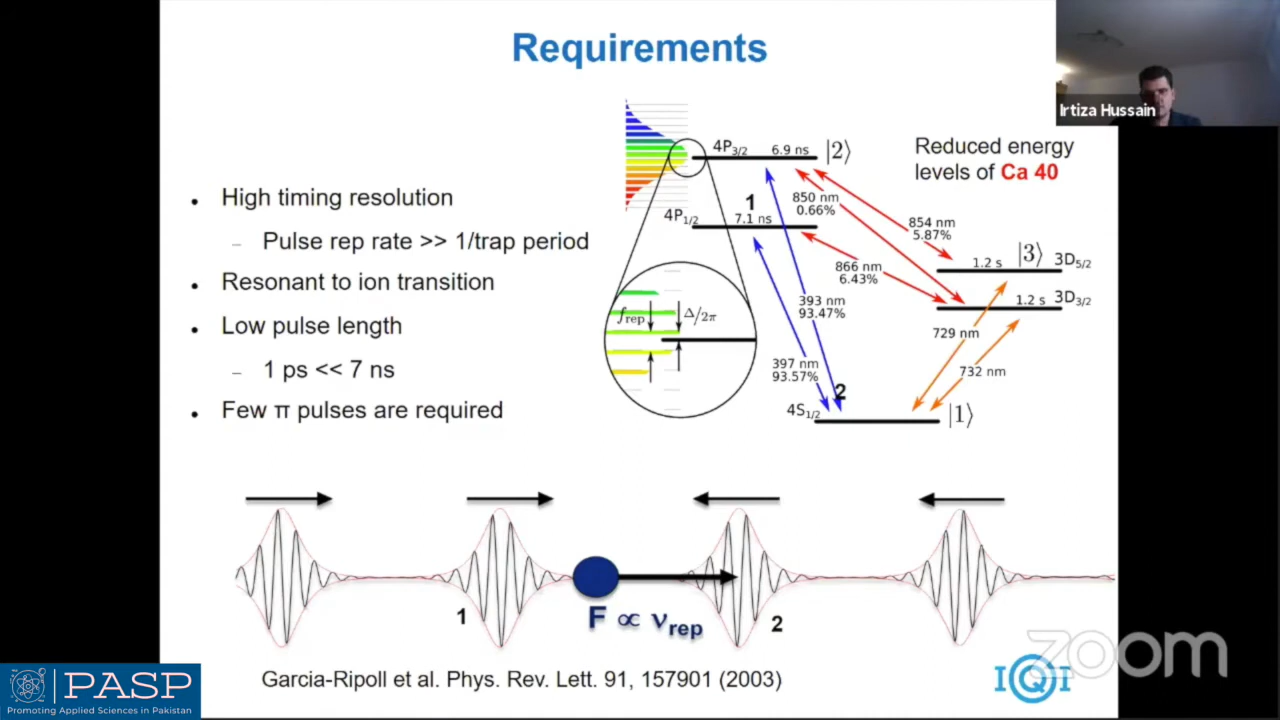 Requirements
Irtiza Hussain
High timing resolution
Pulse rep rate >> 1/trap period
Resonant to ion transition
Low pulse length
1 ps << 7 ns
Few π pulses are required
4P3/2 6.9 ns |2⟩
Reduced energy
levels of Ca 40
1
4P1/2 7.1 ns
850 nm
0.66%
854 nm
5.87%
866 nm
6.43%
1.2 s |3⟩ 3D5/2
1.2 s 3D3/2
393 nm
93.47%
frep Δ/2π
729 nm
732 nm
397 nm
93.57%
2
4S1/2 |1⟩
1
F ∝ νrep
2
zoom
Garcia-Ripoll et al. Phys. Rev. Lett. 91, 157901 (2003)
IQI
PASP
Promoting Applied Sciences in Pakistan